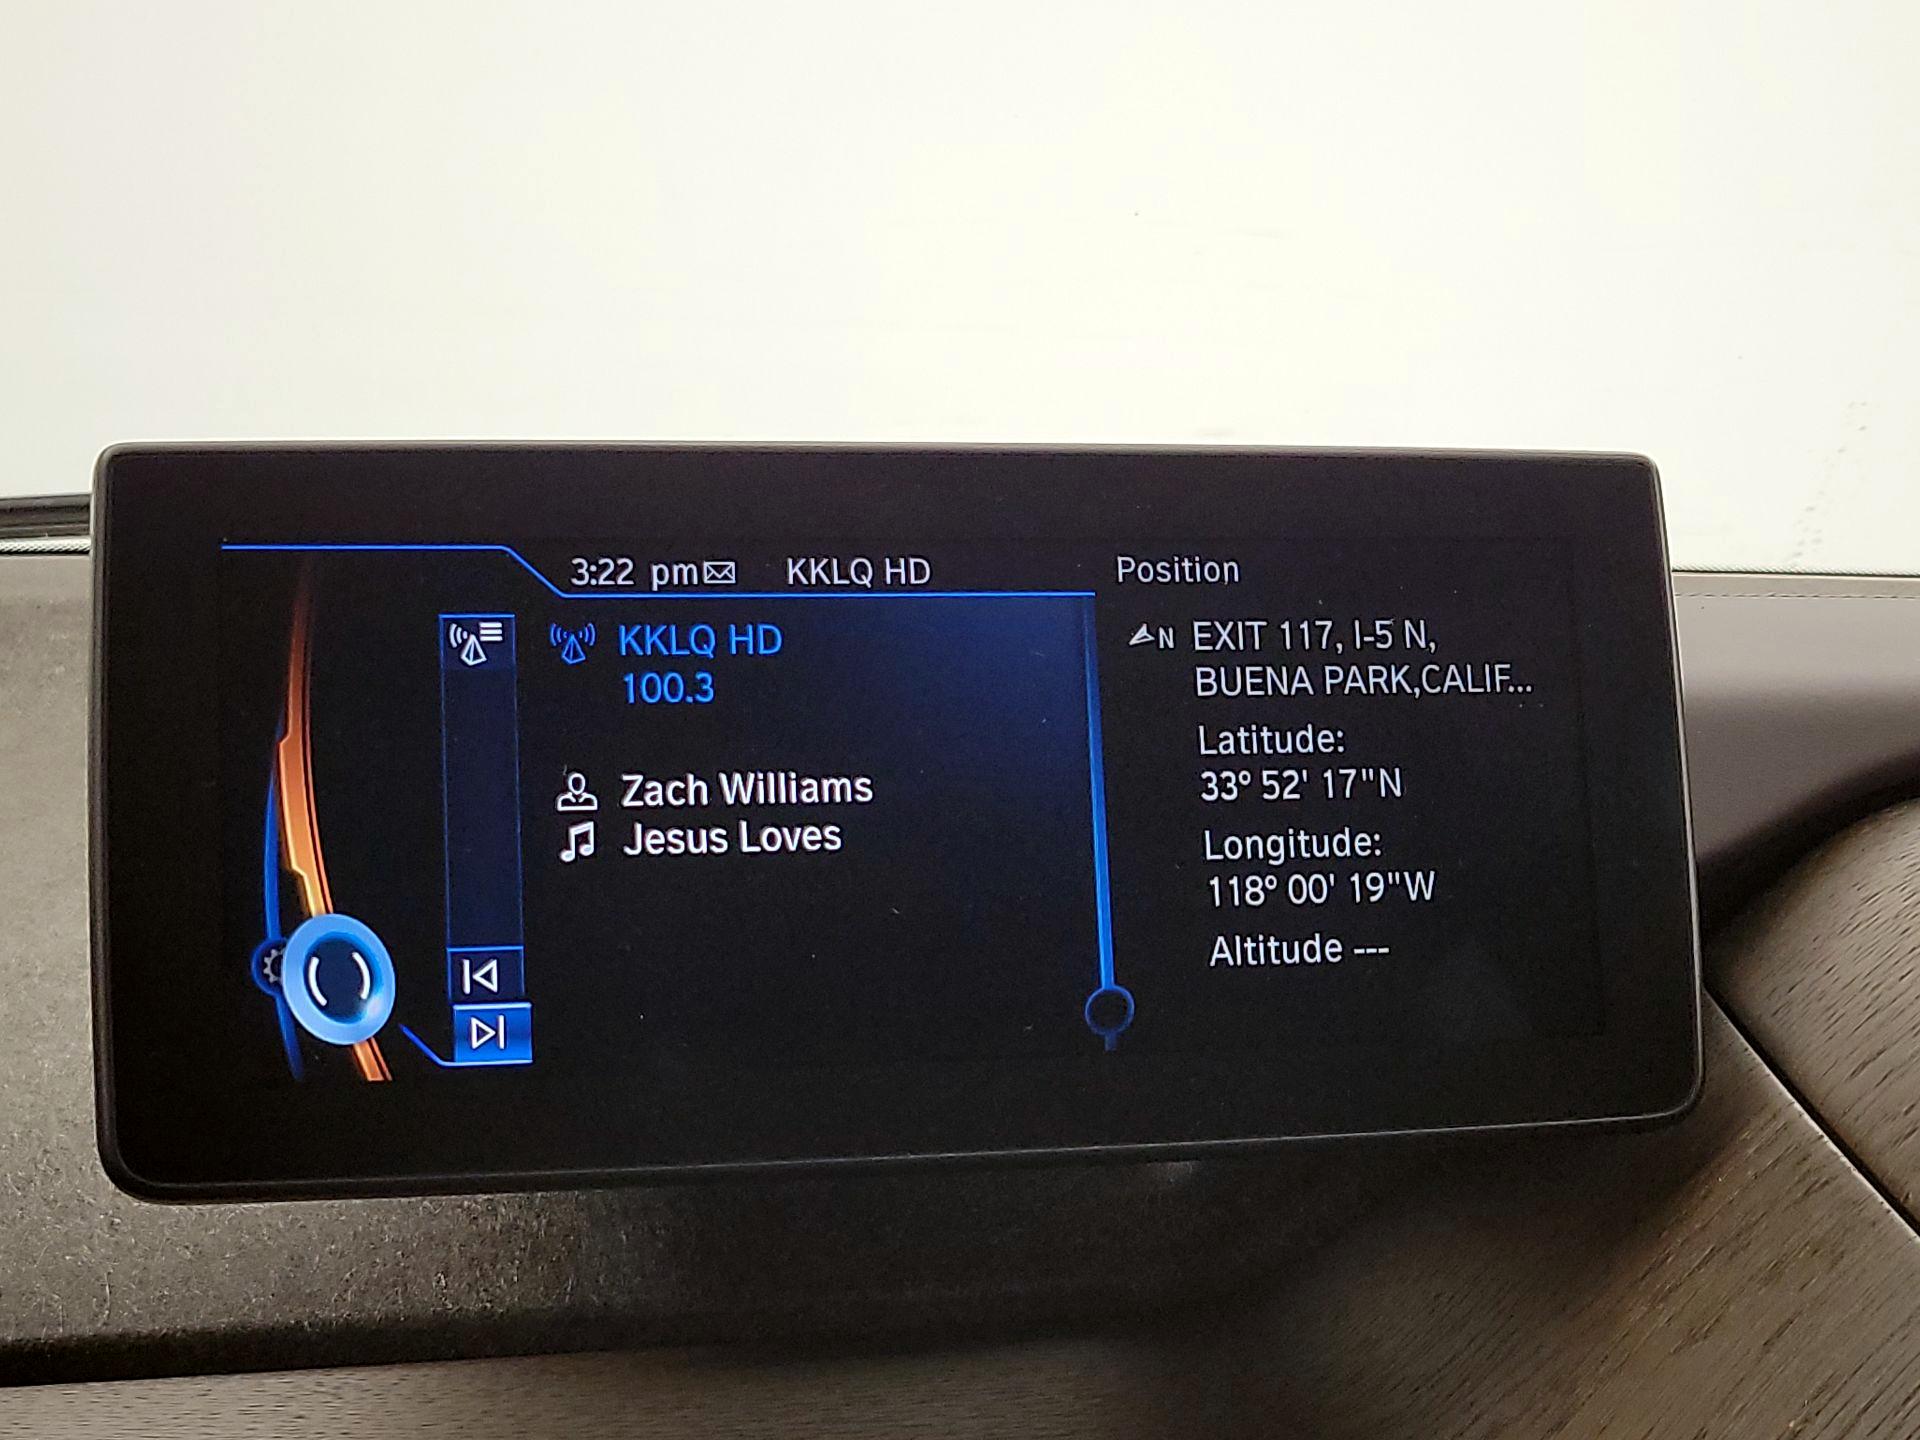 3:22 pm KKLQ HD
KKLQ HD
100.3
Zach Williams
Jesus Loves
Position
N EXIT 117, I-5 N,
BUENA PARK,CALIF...
Latitude:
33° 52' 17"N
Longitude:
118° 00' 19"W
Altitude ---